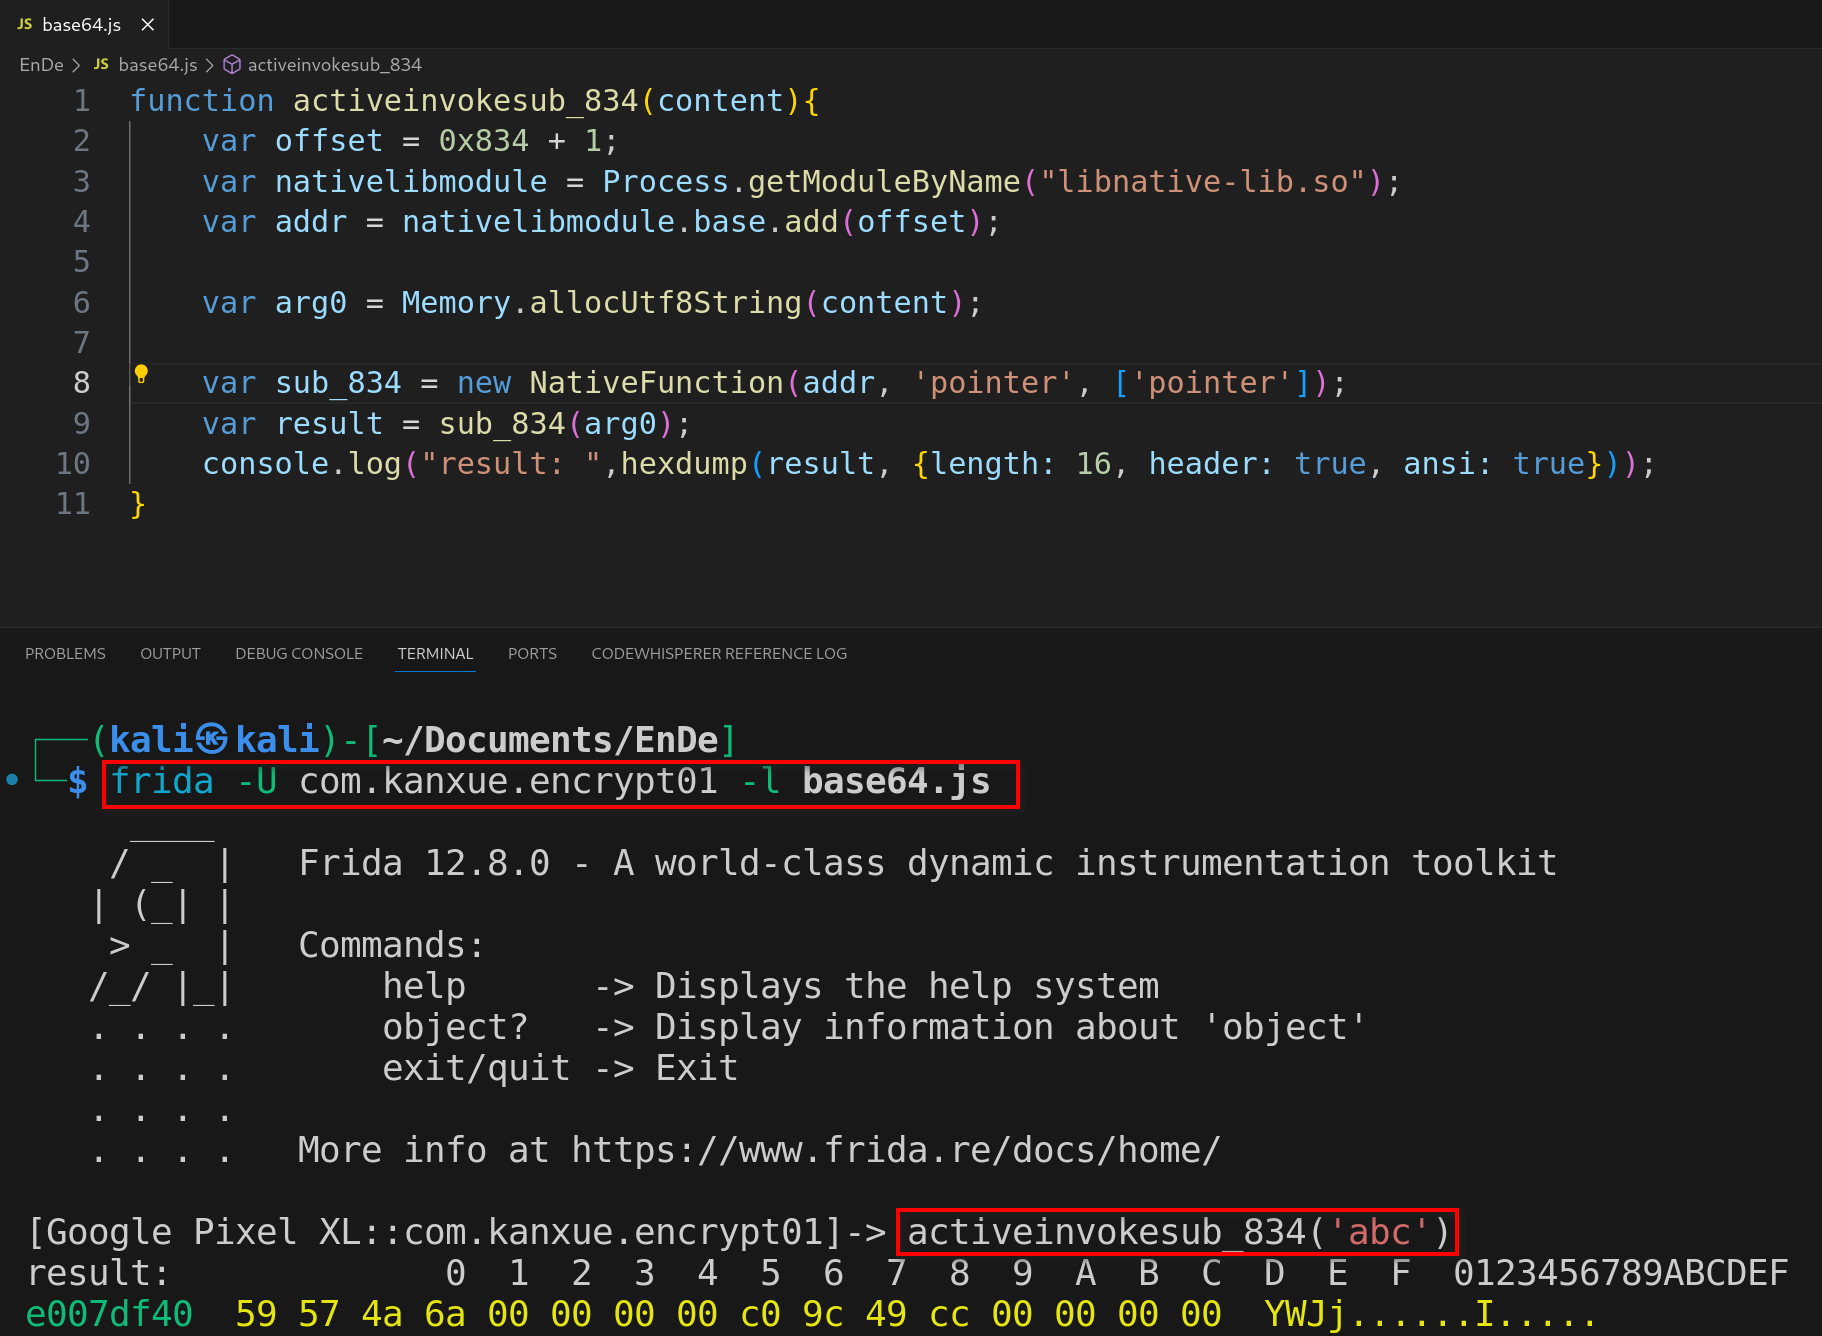 JS base64.js ×
EnDe > JS base64.js > activeinvokesub_834
1 function activeinvokesub_834(content){
2     var offset = 0x834 + 1;
3     var nativelibmodule = Process.getModuleByName("libnative-lib.so");
4     var addr = nativelibmodule.base.add(offset);
5
6     var arg0 = Memory.allocUtf8String(content);
7
8     var sub_834 = new NativeFunction(addr, 'pointer', ['pointer']);
9     var result = sub_834(arg0);
10     console.log("result: ",hexdump(result, {length: 16, header: true, ansi: true}));
11 }
PROBLEMS OUTPUT DEBUG CONSOLE TERMINAL PORTS CODEWHISPERER REFERENCE LOG
┌──(kali㉿kali)-[~/Documents/EnDe]
└─$ frida -U com.kanxue.encrypt01 -l base64.js
     ____
    / _  |   Frida 12.8.0 - A world-class dynamic instrumentation toolkit
   | (_| |
    > _  |   Commands:
   /_/ |_|       help      -> Displays the help system
   . . . .       object?   -> Display information about 'object'
   . . . .       exit/quit -> Exit
   . . . .
   . . . .   More info at https://www.frida.re/docs/home/
[Google Pixel XL::com.kanxue.encrypt01]-> activeinvokesub_834('abc')
result:             0  1  2  3  4  5  6  7  8  9  A  B  C  D  E  F  0123456789ABCDEF
e007df40  59 57 4a 6a 00 00 00 00 c0 9c 49 cc 00 00 00 00  YWJj......I.....